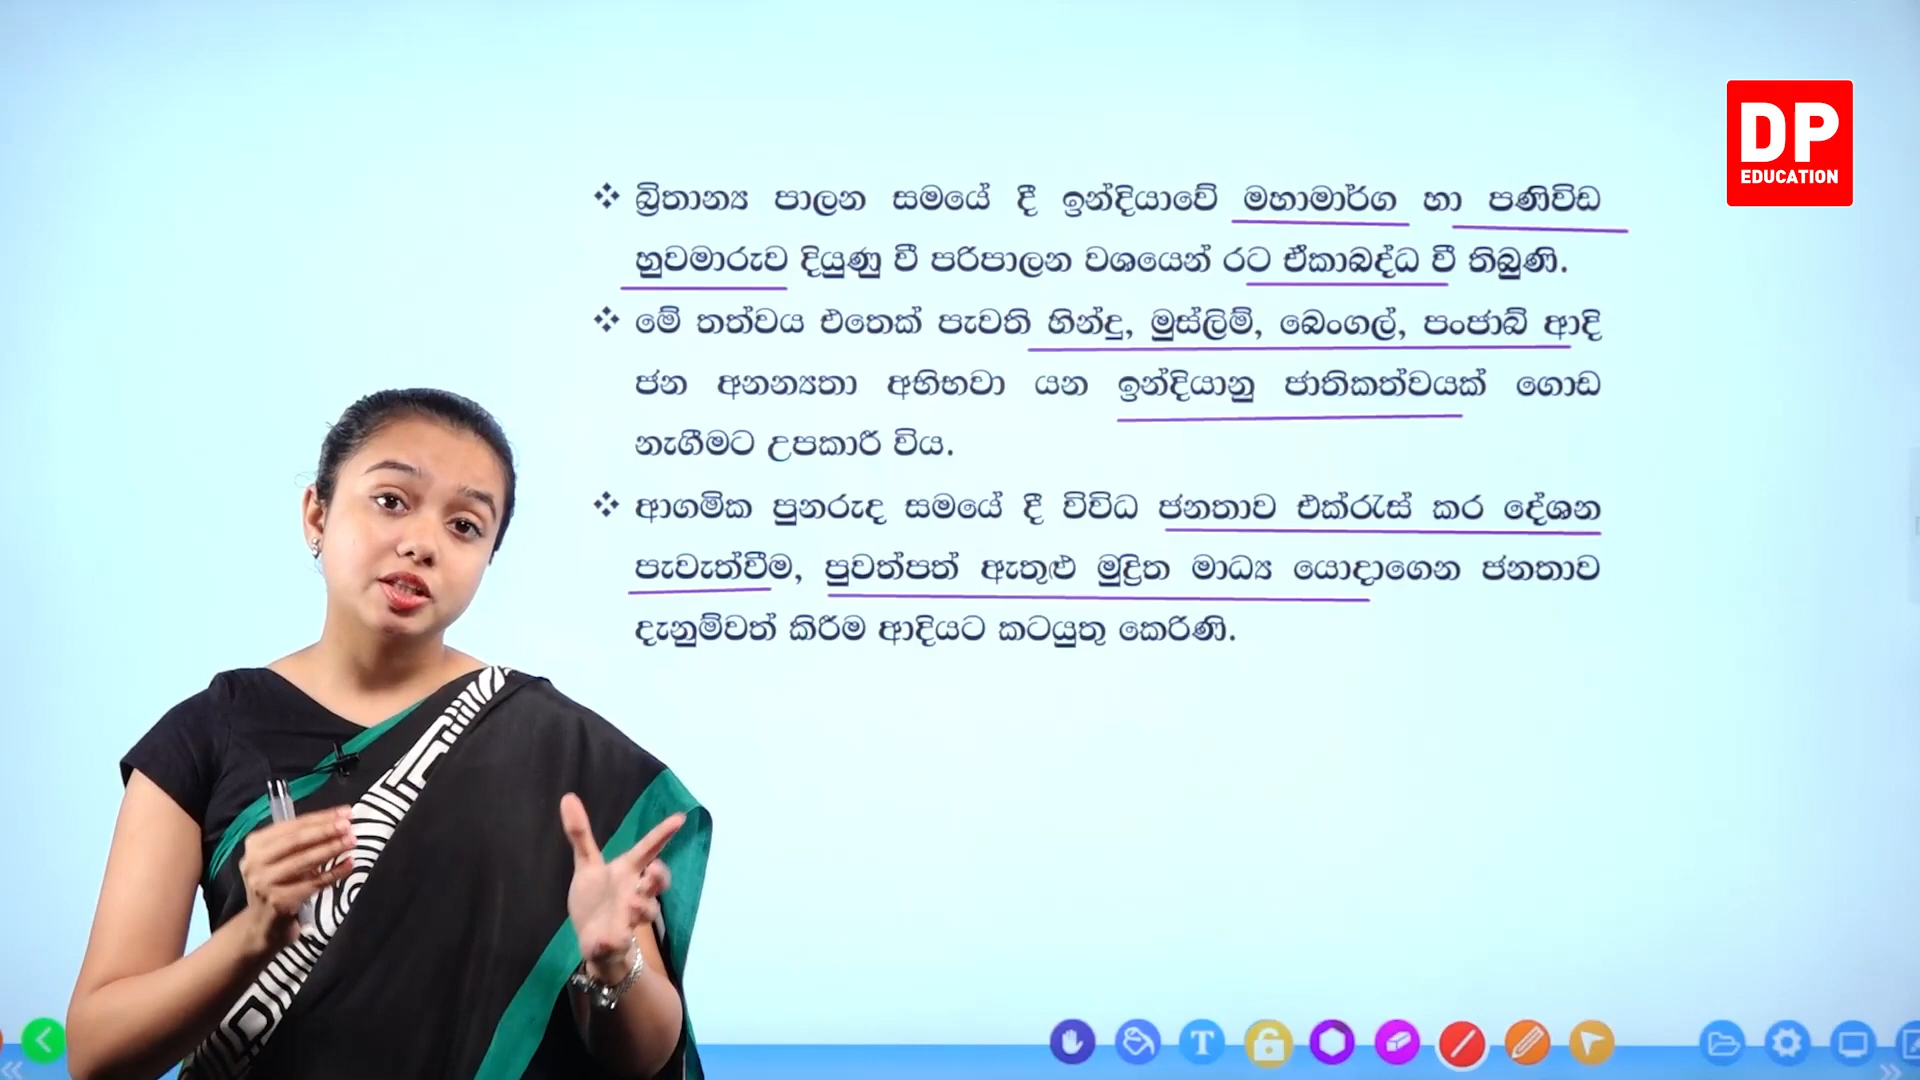 DP
EDUCATION
❖ බ්‍රිතාන්‍ය පාලන සමයේ දී ඉන්දියාවේ මහාමාර්ග හා පණිවිඩ
හුවමාරුව දියුණු වී පරිපාලන වශයෙන් රට ඒකාබද්ධ වී තිබුණි.
❖ මේ තත්වය එතෙක් පැවති හින්දු, මුස්ලිම්, බෙංගල්, පංජාබ් ආදි
ජන අනන්‍යතා අභිභවා යන ඉන්දියානු ජාතිකත්වයක් ගොඩ
නැගීමට උපකාරී විය.
❖ ආගමික පුනරුද සමයේ දී විවිධ ජනතාව එක්රැස් කර දේශන
පැවැත්වීම, පුවත්පත් ඇතුළු මුද්‍රිත මාධ්‍ය යොදාගෙන ජනතාව
දැනුම්වත් කිරීම ආදියට කටයුතු කෙරිණි.
T